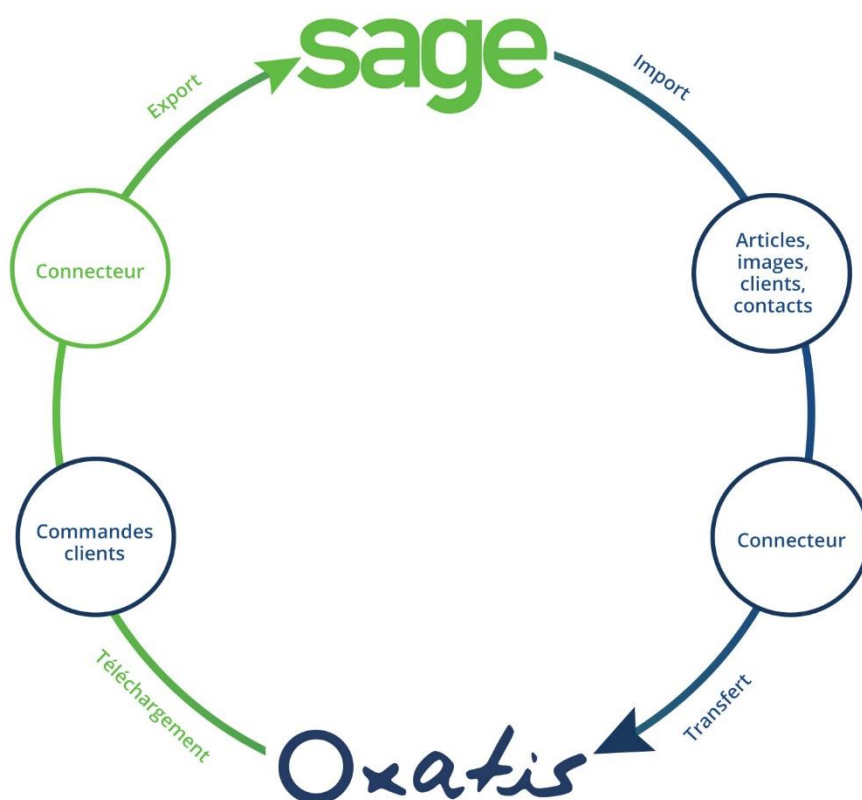 sage
Export
Import
Connecteur
Articles,
images,
clients,
contacts
Commandes
clients
Connecteur
Téléchargement
Transfert
Oxatis